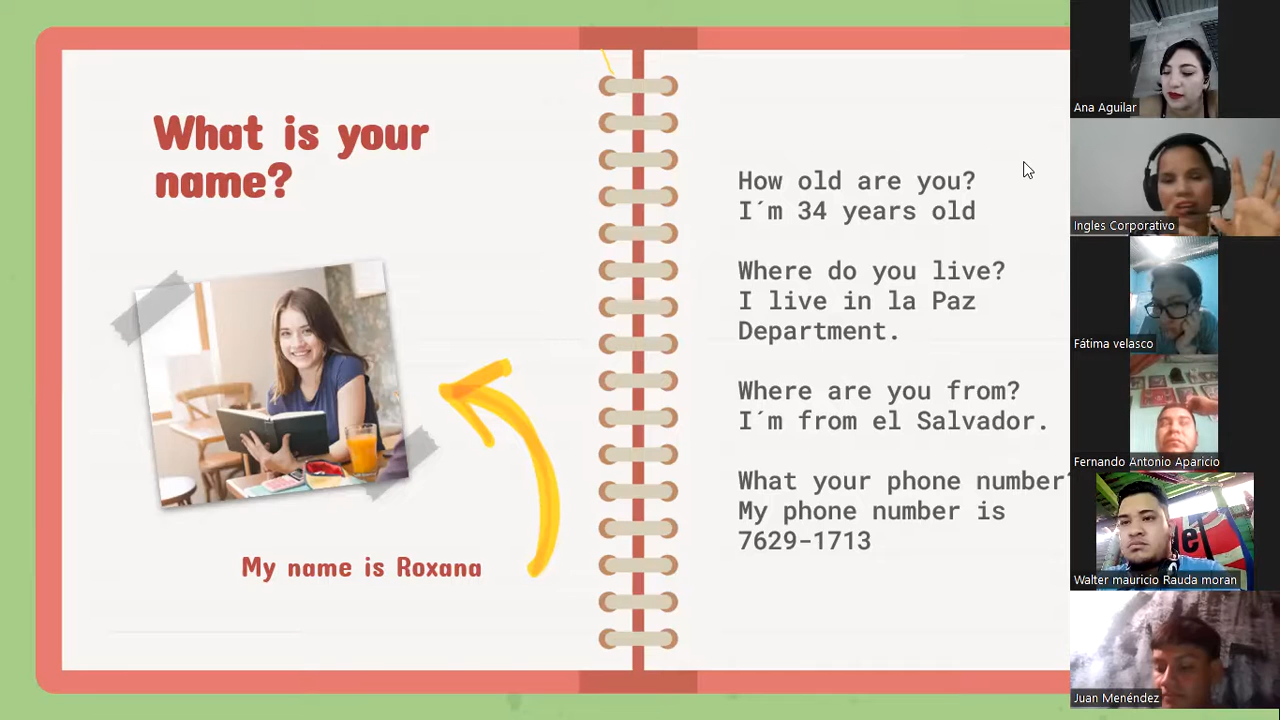 What is your
name?
My name is Roxana
How old are you?
I´m 34 years old
Where do you live?
I live in la Paz
Department.
Where are you from?
I´m from el Salvador.
What your phone number?
My phone number is
7629-1713
Ana Aguilar
Ingles Corporativo
Fátima velasco
Fernando Antonio Aparicio
Walter mauricio Rauda moran
Juan Menéndez